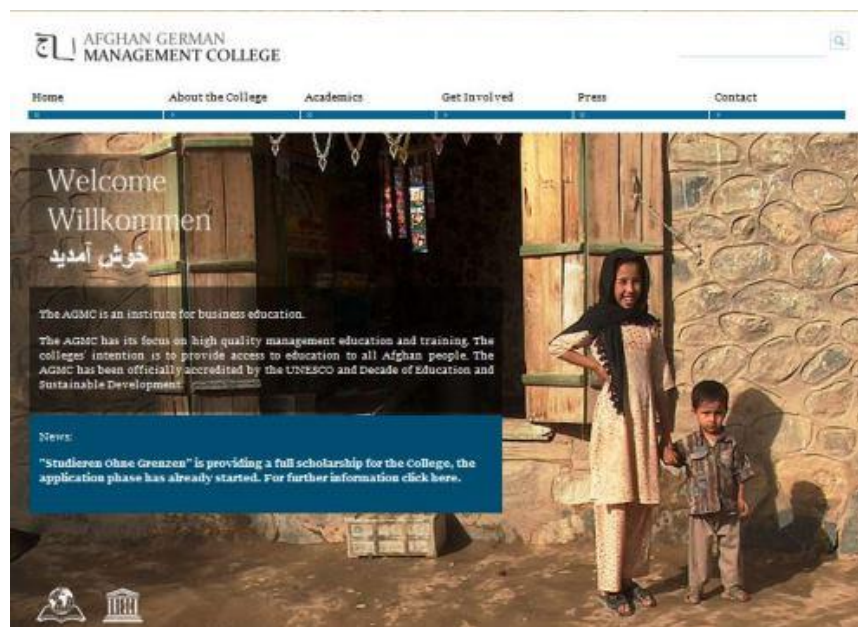 AFGHAN GERMAN
MANAGEMENT COLLEGE
Home About the College Academics Get Involved Press Contact
Welcome
Willkommen
خوش آمدید
The AGMC is an institute for business education.
The AGMC has its focus on high quality management education and training. The
colleges' intention is to provide access to education to all Afghan people. The
AGMC has been officially accredited by the UNESCO and Decade of Education and
Sustainable Development.
News:
"Studieren Ohne Grenzen" is providing a full scholarship for the College, the
application phase has already started. For further information click here.